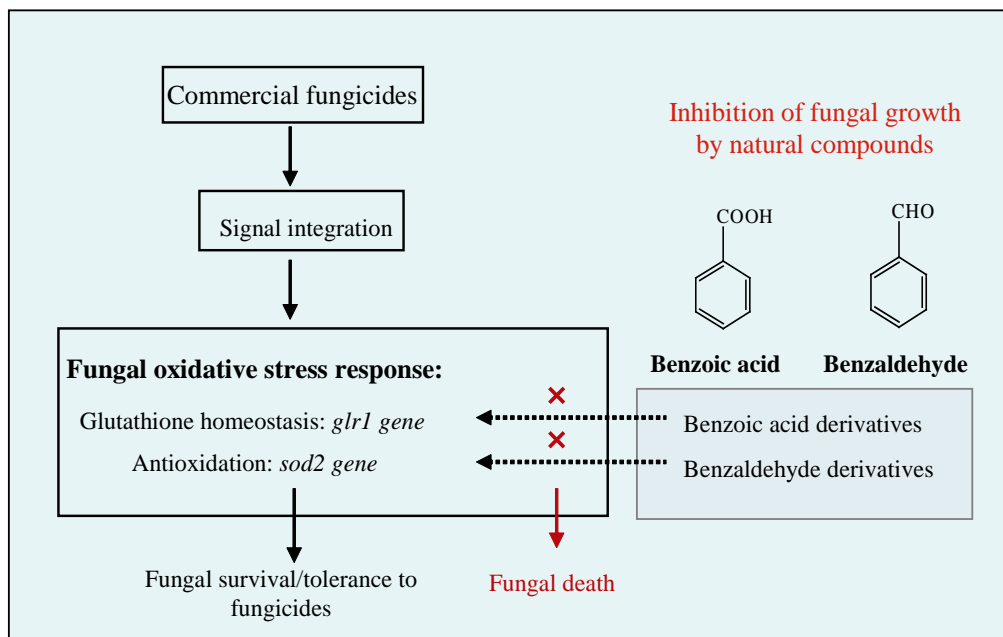 Commercial fungicides
Signal integration
Fungal oxidative stress response:
Glutathione homeostasis: glr1 gene
Antioxidation: sod2 gene
Fungal survival/tolerance to
fungicides
Fungal death
Inhibition of fungal growth
by natural compounds
COOH
CHO
Benzoic acid
Benzaldehyde
Benzoic acid derivatives
Benzaldehyde derivatives